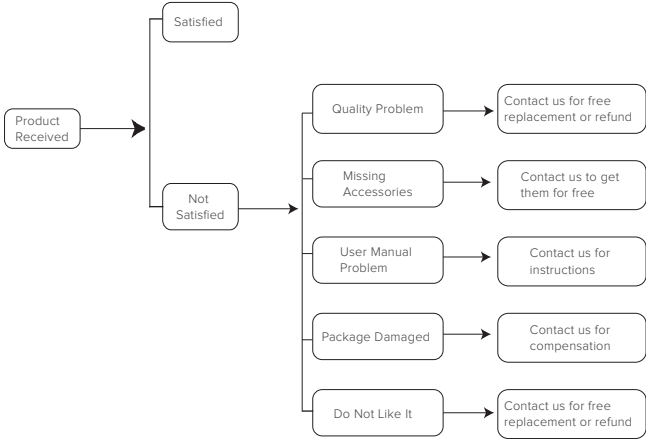 Satisfied
Product
Received
Not
Satisfied
Quality Problem
Contact us for free
replacement or refund
Missing
Accessories
Contact us to get
them for free
User Manual
Problem
Contact us for
instructions
Package Damaged
Contact us for
compensation
Do Not Like It
Contact us for free
replacement or refund